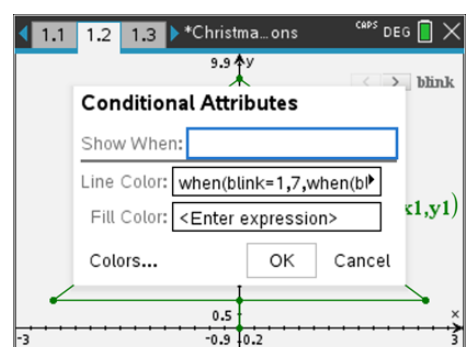 1.1 1.2 1.3 *Christma…ons CAPS DEG
9.9 y
< > blink
Conditional Attributes
Show When:
Line Color: when(blink=1,7,when(bl
x1,y1)
Fill Color: <Enter expression>
Colors... OK Cancel
0.5 x
-3 -0.9 0.2 3